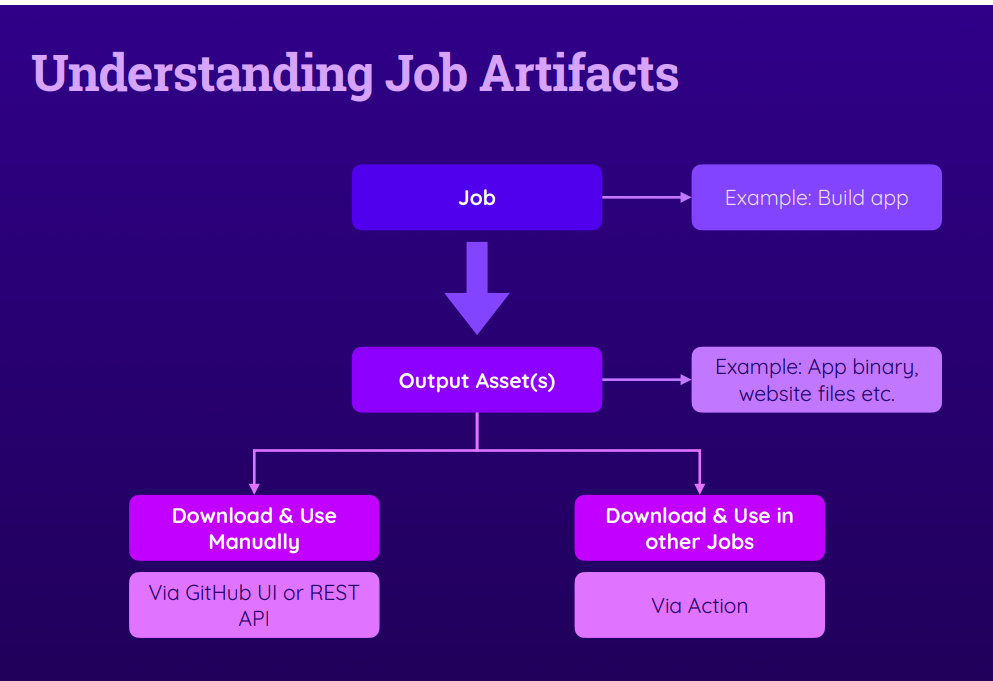 Understanding Job Artifacts
Job
Example: Build app
Output Asset(s)
Example: App binary,
website files etc.
Download & Use
Manually
Via GitHub UI or REST
API
Download & Use in
other Jobs
Via Action